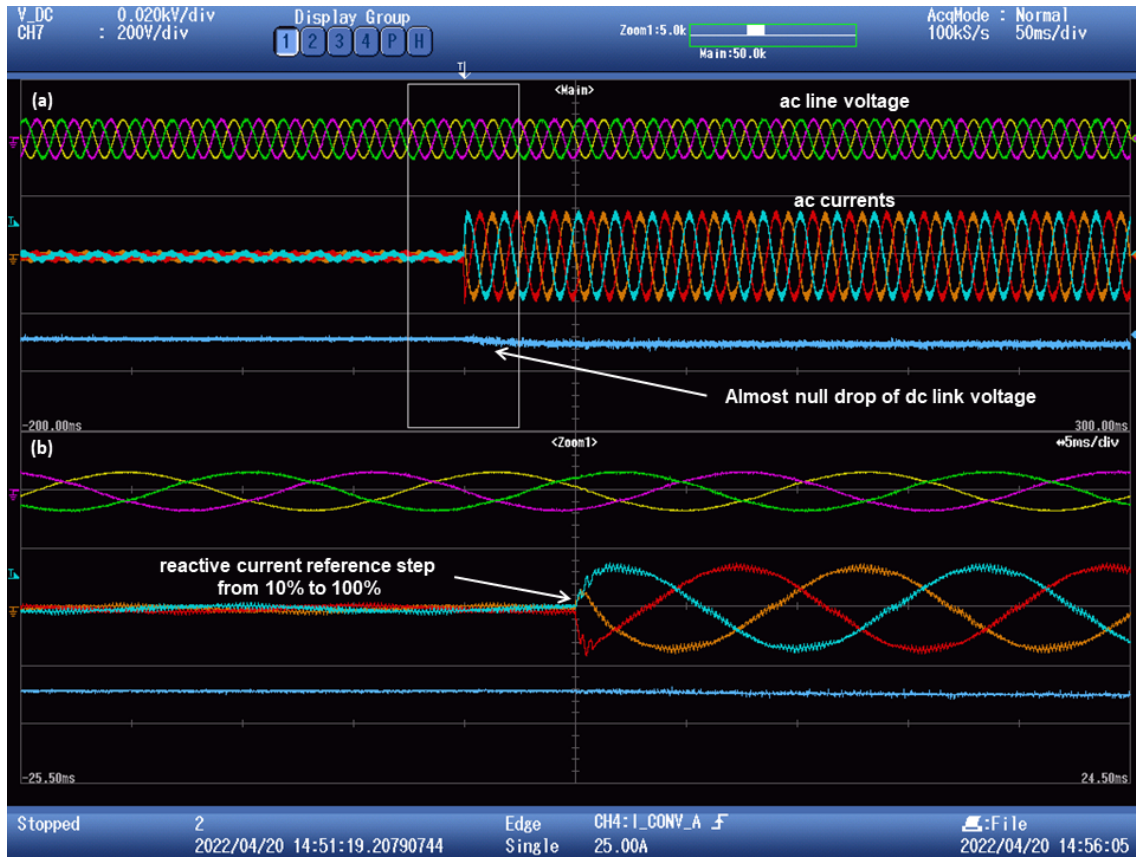 V_DC 0.020kV/div
CH7 : 200V/div
Display Group
1 2 3 4 P H
Zoom1:5.0k
Main:50.0k
AcqMode : Normal
100kS/s 50ms/div
(a)
<Main>
ac line voltage
ac currents
Almost null drop of dc link voltage
-200.00ms
300.00ms
(b)
<Zoom1>
↔5ms/div
reactive current reference step
from 10% to 100%
-25.50ms
24.50ms
Stopped 2 Edge CH4:I_CONV_A :File
2022/04/20 14:51:19.20790744 Single 25.00A 2022/04/20 14:56:05